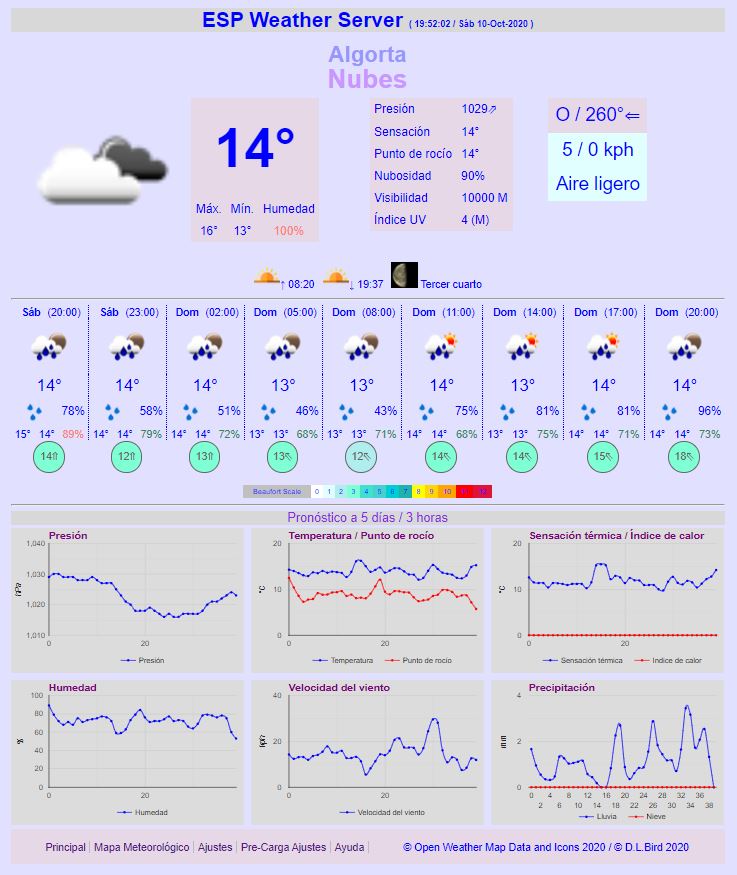 ESP Weather Server ( 19:52:02 / Sáb 10-Oct-2020 )
Algorta
Nubes
14°
Máx. Mín. Humedad
16° 13° 100%
Presión 1029⇗
Sensación 14°
Punto de rocío 14°
Nubosidad 90%
Visibilidad 10000 M
Índice UV 4 (M)
O / 260°⇐
5 / 0 kph
Aire ligero
↑ 08:20 ↓ 19:37 Tercer cuarto
Sáb (20:00) Sáb (23:00) Dom (02:00) Dom (05:00) Dom (08:00) Dom (11:00) Dom (14:00) Dom (17:00) Dom (20:00)
14° 14° 14° 13° 13° 14° 13° 14° 14°
78% 58% 51% 46% 43% 75% 81% 81% 96%
15° 14° 89% 14° 14° 79% 14° 14° 72% 13° 13° 68% 13° 13° 71% 14° 14° 68% 13° 13° 75% 14° 14° 71% 14° 14° 73%
14⇑ 12⇑ 13⇑ 13⇖ 12⇖ 14⇖ 14⇖ 15⇖ 18⇖
Beaufort Scale 0 1 2 3 4 5 6 7 8 9 10 11 12
Pronóstico a 5 días / 3 horas
Presión
1,040
1,030
1,020
1,010
hPa
0 20
Presión
Temperatura / Punto de rocío
20
10
0
°C
0 20
Temperatura Punto de rocío
Sensación térmica / Índice de calor
20
10
0
°C
0 20
Sensación térmica Indice de calor
Humedad
100
80
60
40
20
0
%
0 20
Humedad
Velocidad del viento
40
20
0
kph
0 20
Velocidad del viento
Precipitación
4
2
0
mm
0 4 8 12 16 20 24 28 32 36
2 6 10 14 18 22 26 30 34 38
Lluvia Nieve
Principal Mapa Meteorológico Ajustes Pre-Carga Ajustes Ayuda
© Open Weather Map Data and Icons 2020 / © D.L.Bird 2020